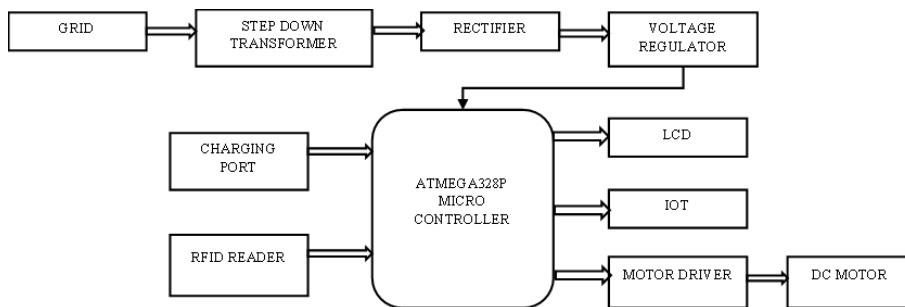 GRID
STEP DOWN
TRANSFORMER
RECTIFIER
VOLTAGE
REGULATOR
CHARGING
PORT
ATMEGA328P
MICRO
CONTROLLER
LCD
IOT
RFID READER
MOTOR DRIVER
DC MOTOR